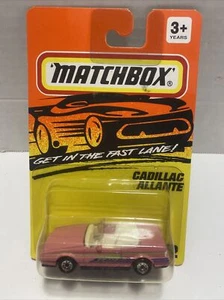 3+
YEARS
MATCHBOX®
GET IN THE FAST LANE!
CADILLAC
ALLANTE